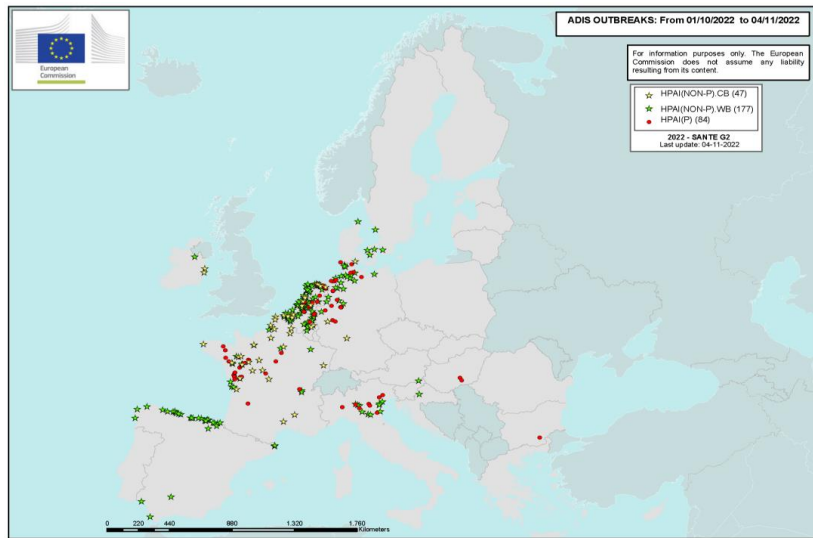 European
Commission
ADIS OUTBREAKS: From 01/10/2022 to 04/11/2022
For information purposes only. The European
Commission does not assume any liability
resulting from its content.
HPAI(NON-P).CB (47)
HPAI(NON-P).WB (177)
HPAI(P) (84)
2022 - SANTE G2
Last update: 04-11-2022
0 220 440 880 1.320 1.760
Kilometers